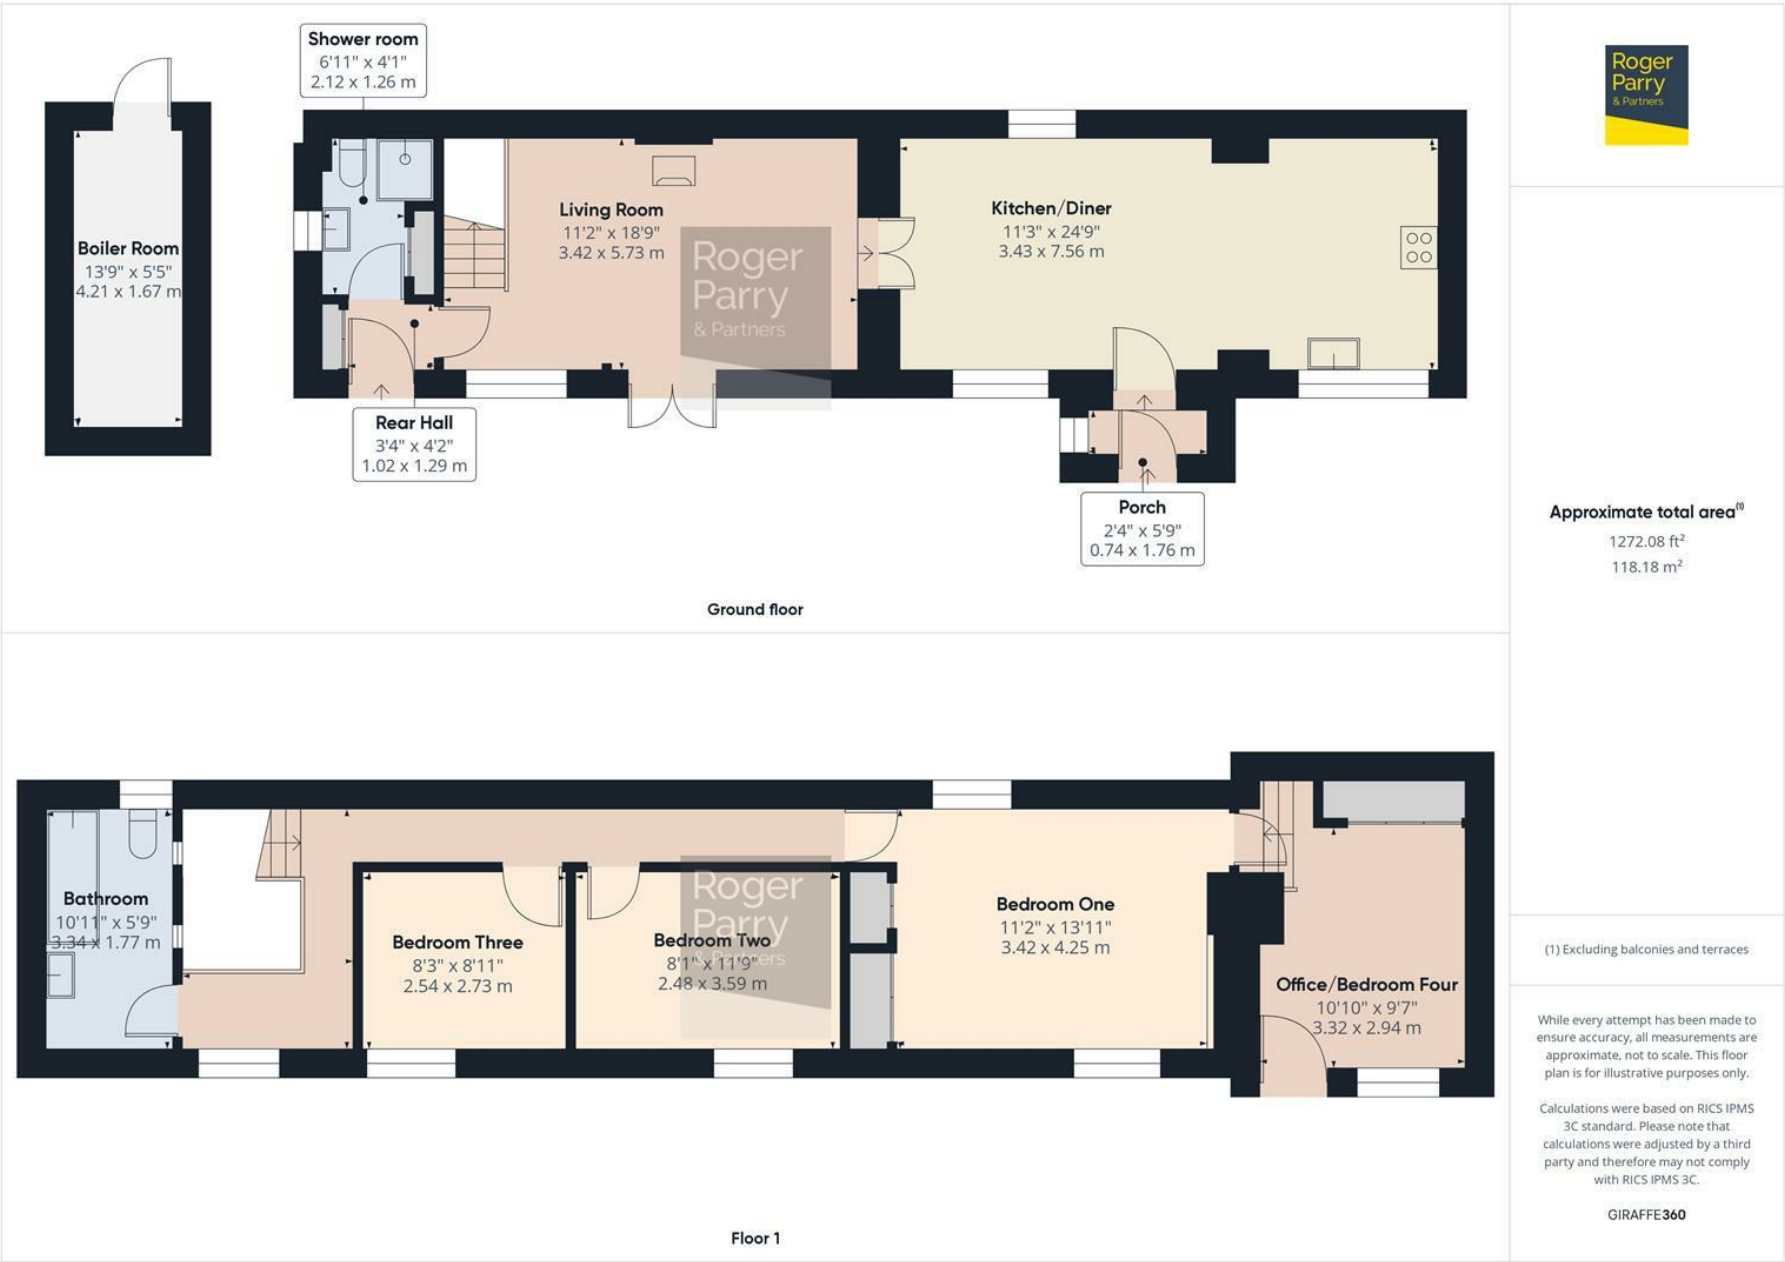 Shower room
6'11" x 4'1"
2.12 x 1.26 m
Boiler Room
13'9" x 5'5"
4.21 x 1.67 m
Living Room
11'2" x 18'9"
3.42 x 5.73 m
Roger
Parry
& Partners
Kitchen/Diner
11'3" x 24'9"
3.43 x 7.56 m
Rear Hall
3'4" x 4'2"
1.02 x 1.29 m
Porch
2'4" x 5'9"
0.74 x 1.76 m
Ground floor
Bathroom
10'11" x 5'9"
3.34 x 1.77 m
Bedroom Three
8'3" x 8'11"
2.54 x 2.73 m
Roger
Parry
& Partners
Bedroom Two
8'1" x 11'9"
2.48 x 3.59 m
Bedroom One
11'2" x 13'11"
3.42 x 4.25 m
Office/Bedroom Four
10'10" x 9'7"
3.32 x 2.94 m
Floor 1
Roger
Parry
& Partners
Approximate total area(1)
1272.08 ft²
118.18 m²
(1) Excluding balconies and terraces
While every attempt has been made to
ensure accuracy, all measurements are
approximate, not to scale. This floor
plan is for illustrative purposes only.
Calculations were based on RICS IPMS
3C standard. Please note that
calculations were adjusted by a third
party and therefore may not comply
with RICS IPMS 3C.
GIRAFFE360